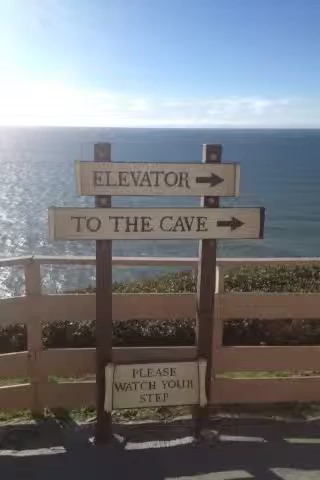 ELEVATOR →
TO THE CAVE →
PLEASE
WATCH YOUR
STEP